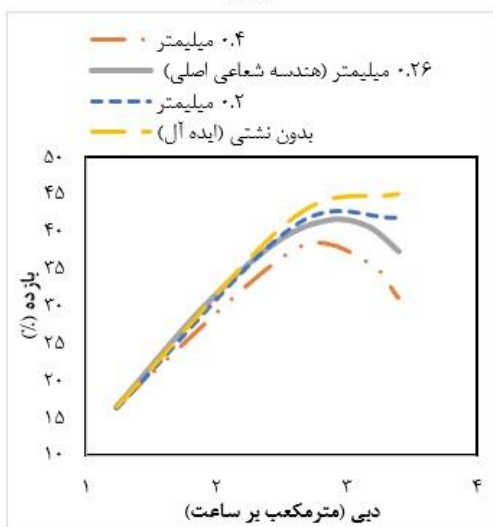 ۰.۴ میلیمتر
۰.۲۶ میلیمتر (هندسه شعاعی اصلی)
۰.۲ میلیمتر
بدون نشتی (ایده آل)
۵۰
۴۵
۴۰
۳۵
۳۰
۲۵
۲۰
۱۵
۱۰
بازده (%)
۱ ۲ ۳ ۴
دبی (مترمکعب بر ساعت)